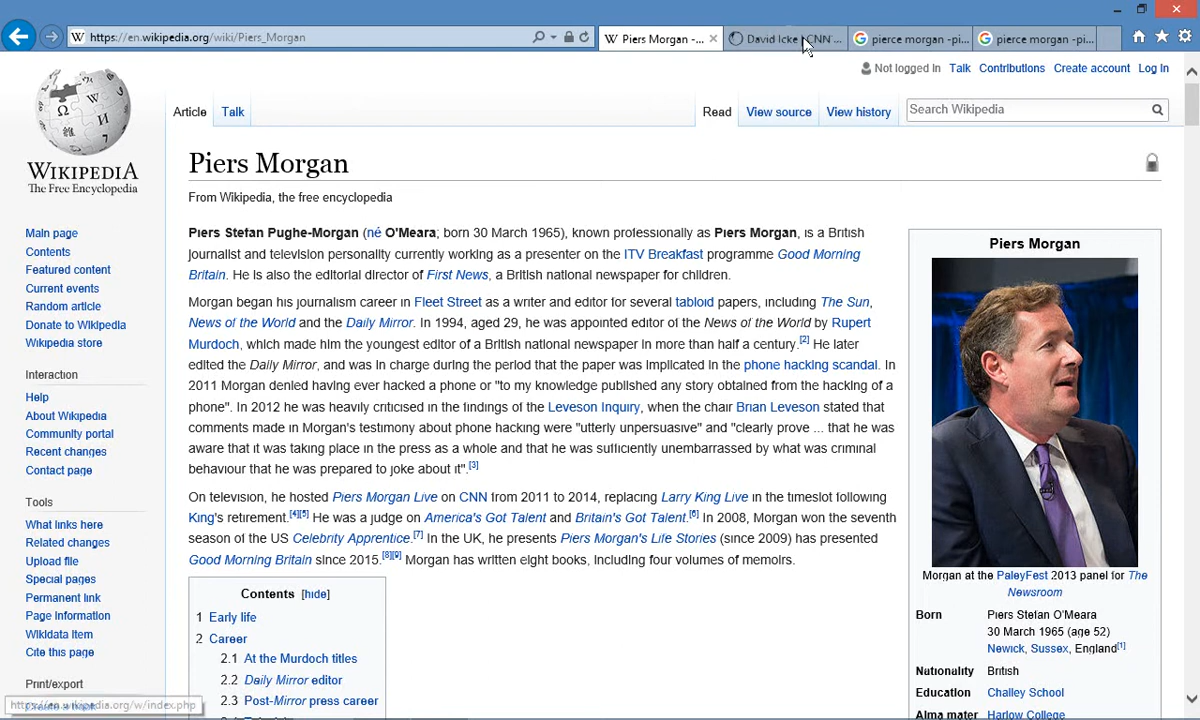 https://en.wikipedia.org/wiki/Piers_Morgan
Piers Morgan -...
David Icke - CNN ...
pierce morgan -pi...
pierce morgan -pi...
Not logged in Talk Contributions Create account Log In
Article Talk Read View source View history Search Wikipedia
WIKIPEDIA
The Free Encyclopedia
Main page
Contents
Featured content
Current events
Random article
Donate to Wikipedia
Wikipedia store
Interaction
Help
About Wikipedia
Community portal
Recent changes
Contact page
Tools
What links here
Related changes
Upload file
Special pages
Permanent link
Page information
Wikidata item
Cite this page
Print/export
https://en.wikipedia.org/w/index.php
Piers Morgan
From Wikipedia, the free encyclopedia
Piers Stefan Pughe-Morgan (né O'Meara; born 30 March 1965), known professionally as Piers Morgan, is a British
journalist and television personality currently working as a presenter on the ITV Breakfast programme Good Morning
Britain. He is also the editorial director of First News, a British national newspaper for children.
Morgan began his journalism career in Fleet Street as a writer and editor for several tabloid papers, including The Sun,
News of the World and the Daily Mirror. In 1994, aged 29, he was appointed editor of the News of the World by Rupert
Murdoch, which made him the youngest editor of a British national newspaper in more than half a century.[2] He later
edited the Daily Mirror, and was in charge during the period that the paper was implicated in the phone hacking scandal. In
2011 Morgan denied having ever hacked a phone or "to my knowledge published any story obtained from the hacking of a
phone". In 2012 he was heavily criticised in the findings of the Leveson Inquiry, when the chair Brian Leveson stated that
comments made in Morgan's testimony about phone hacking were "utterly unpersuasive" and "clearly prove ... that he was
aware that it was taking place in the press as a whole and that he was sufficiently unembarrassed by what was criminal
behaviour that he was prepared to joke about it".[3]
On television, he hosted Piers Morgan Live on CNN from 2011 to 2014, replacing Larry King Live in the timeslot following
King's retirement.[4][5] He was a judge on America's Got Talent and Britain's Got Talent.[6] In 2008, Morgan won the seventh
season of the US Celebrity Apprentice.[7] In the UK, he presents Piers Morgan's Life Stories (since 2009) has presented
Good Morning Britain since 2015.[8][9] Morgan has written eight books, including four volumes of memoirs.
Contents [hide]
1 Early life
2 Career
2.1 At the Murdoch titles
2.2 Daily Mirror editor
2.3 Post-Mirror press career
Piers Morgan
Morgan at the PaleyFest 2013 panel for The
Newsroom
Born Piers Stefan O'Meara
30 March 1965 (age 52)
Newick, Sussex, England[1]
Nationality British
Education Chailey School
Alma mater Harlow College